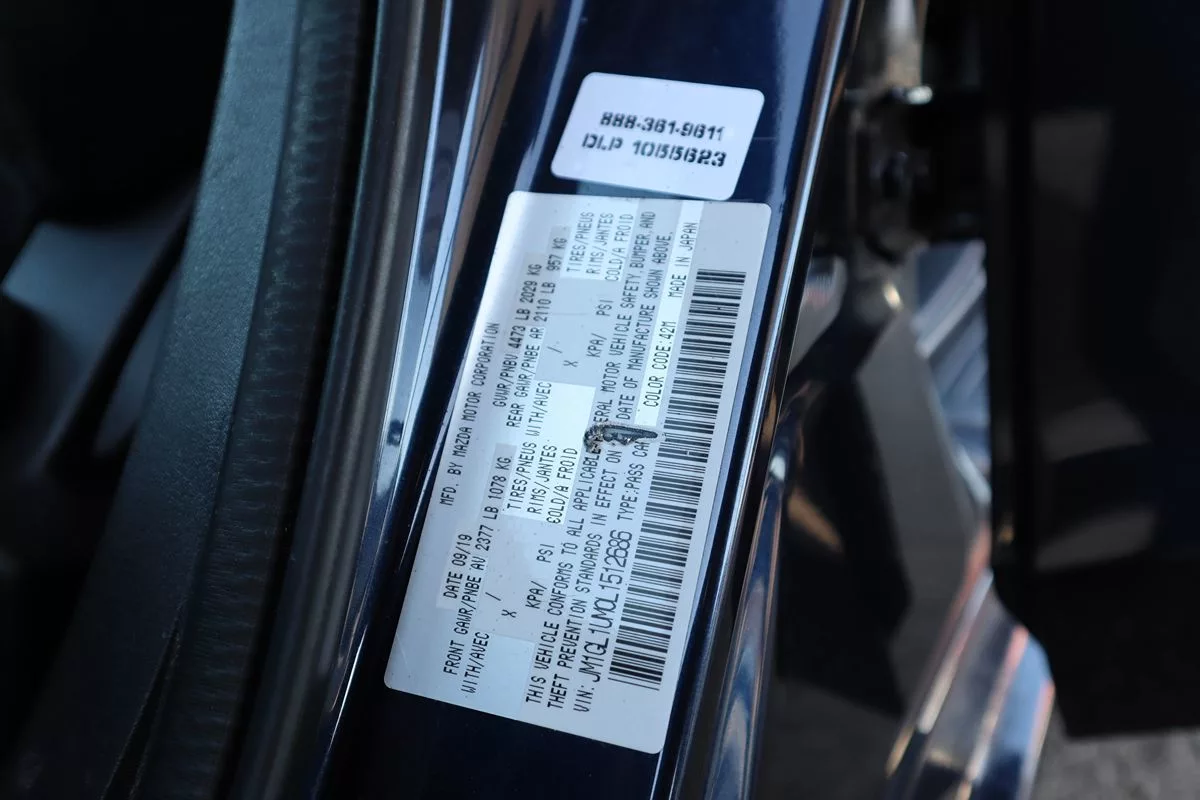 888-361-9611
DLP 1055623
MFD. BY MAZDA MOTOR CORPORATION
DATE 09/19 GVWR/PNBV 4473 LB 2029 KG
FRONT GAWR/PNBE AV 2377 LB 1078 KG REAR GAWR/PNBE AR 2110 LB 957 KG
WITH/AVEC / TIRES/PNEUS WITH/AVEC / TIRES/PNEUS
X RIMS/JANTES X RIMS/JANTES
KPA/ PSI COLD/A FROID KPA/ PSI COLD/A FROID
THIS VEHICLE CONFORMS TO ALL APPLICABLE MOTOR VEHICLE SAFETY, BUMPER, AND
THEFT PREVENTION STANDARDS IN EFFECT ON DATE OF MANUFACTURE SHOWN ABOVE.
VIN: JM1GL1UM0L1512686 TYPE:PASS CAR COLOR CODE:42M MADE IN JAPAN